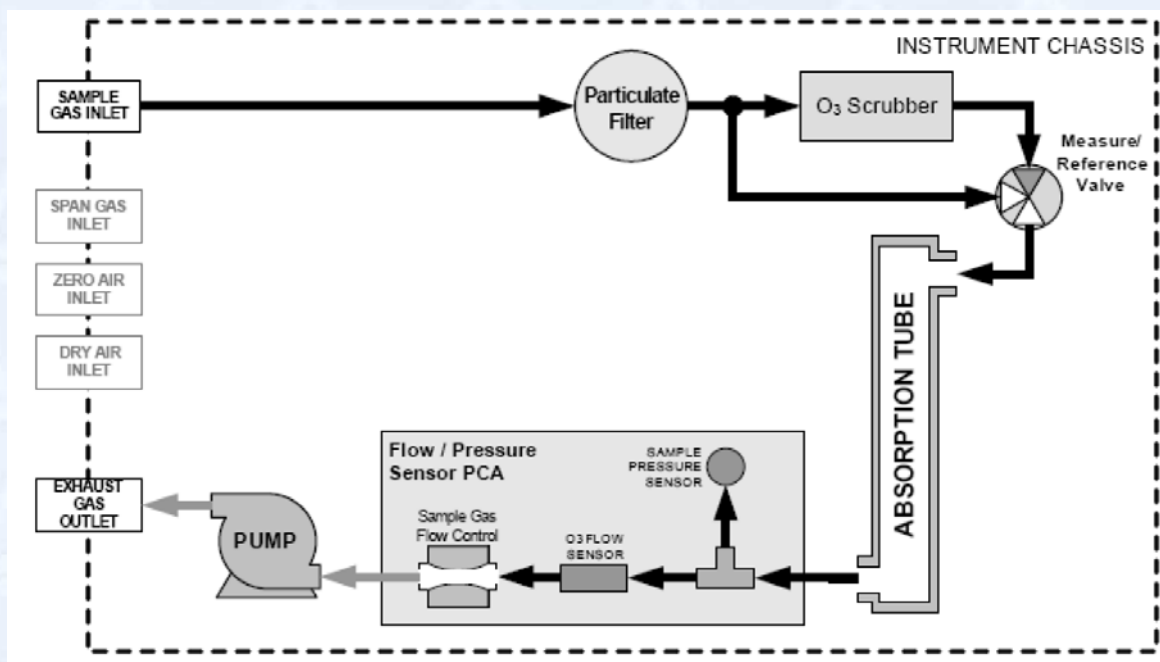 INSTRUMENT CHASSIS
SAMPLE
GAS INLET
Particulate
Filter
O₃ Scrubber
Measure/
Reference
Valve
SPAN GAS
INLET
ZERO AIR
INLET
DRY AIR
INLET
ABSORPTION TUBE
Flow / Pressure
Sensor PCA
SAMPLE
PRESSURE
SENSOR
EXHAUST
GAS
OUTLET
PUMP
Sample Gas
Flow Control
O3 FLOW
SENSOR